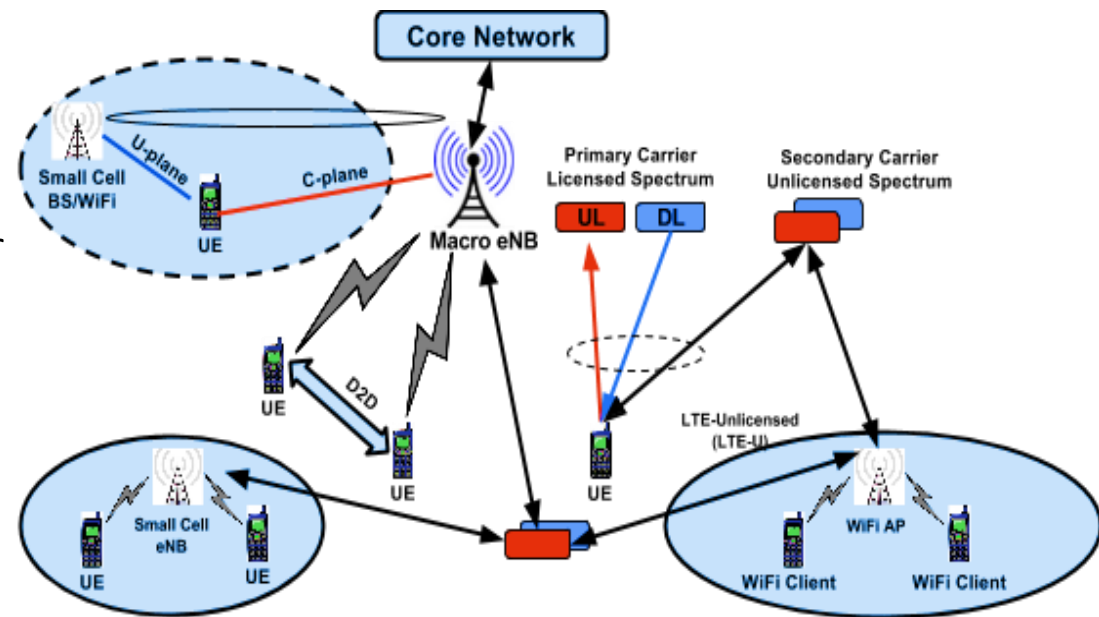 Core Network
U-plane
Small Cell
BS/WiFi
C-plane
UE
Macro eNB
Primary Carrier
Licensed Spectrum
UL
DL
Secondary Carrier
Unlicensed Spectrum
UE
D2D
UE
UE
LTE-Unlicensed
(LTE-U)
Small Cell
eNB
UE
UE
WiFi AP
WiFi Client
WiFi Client